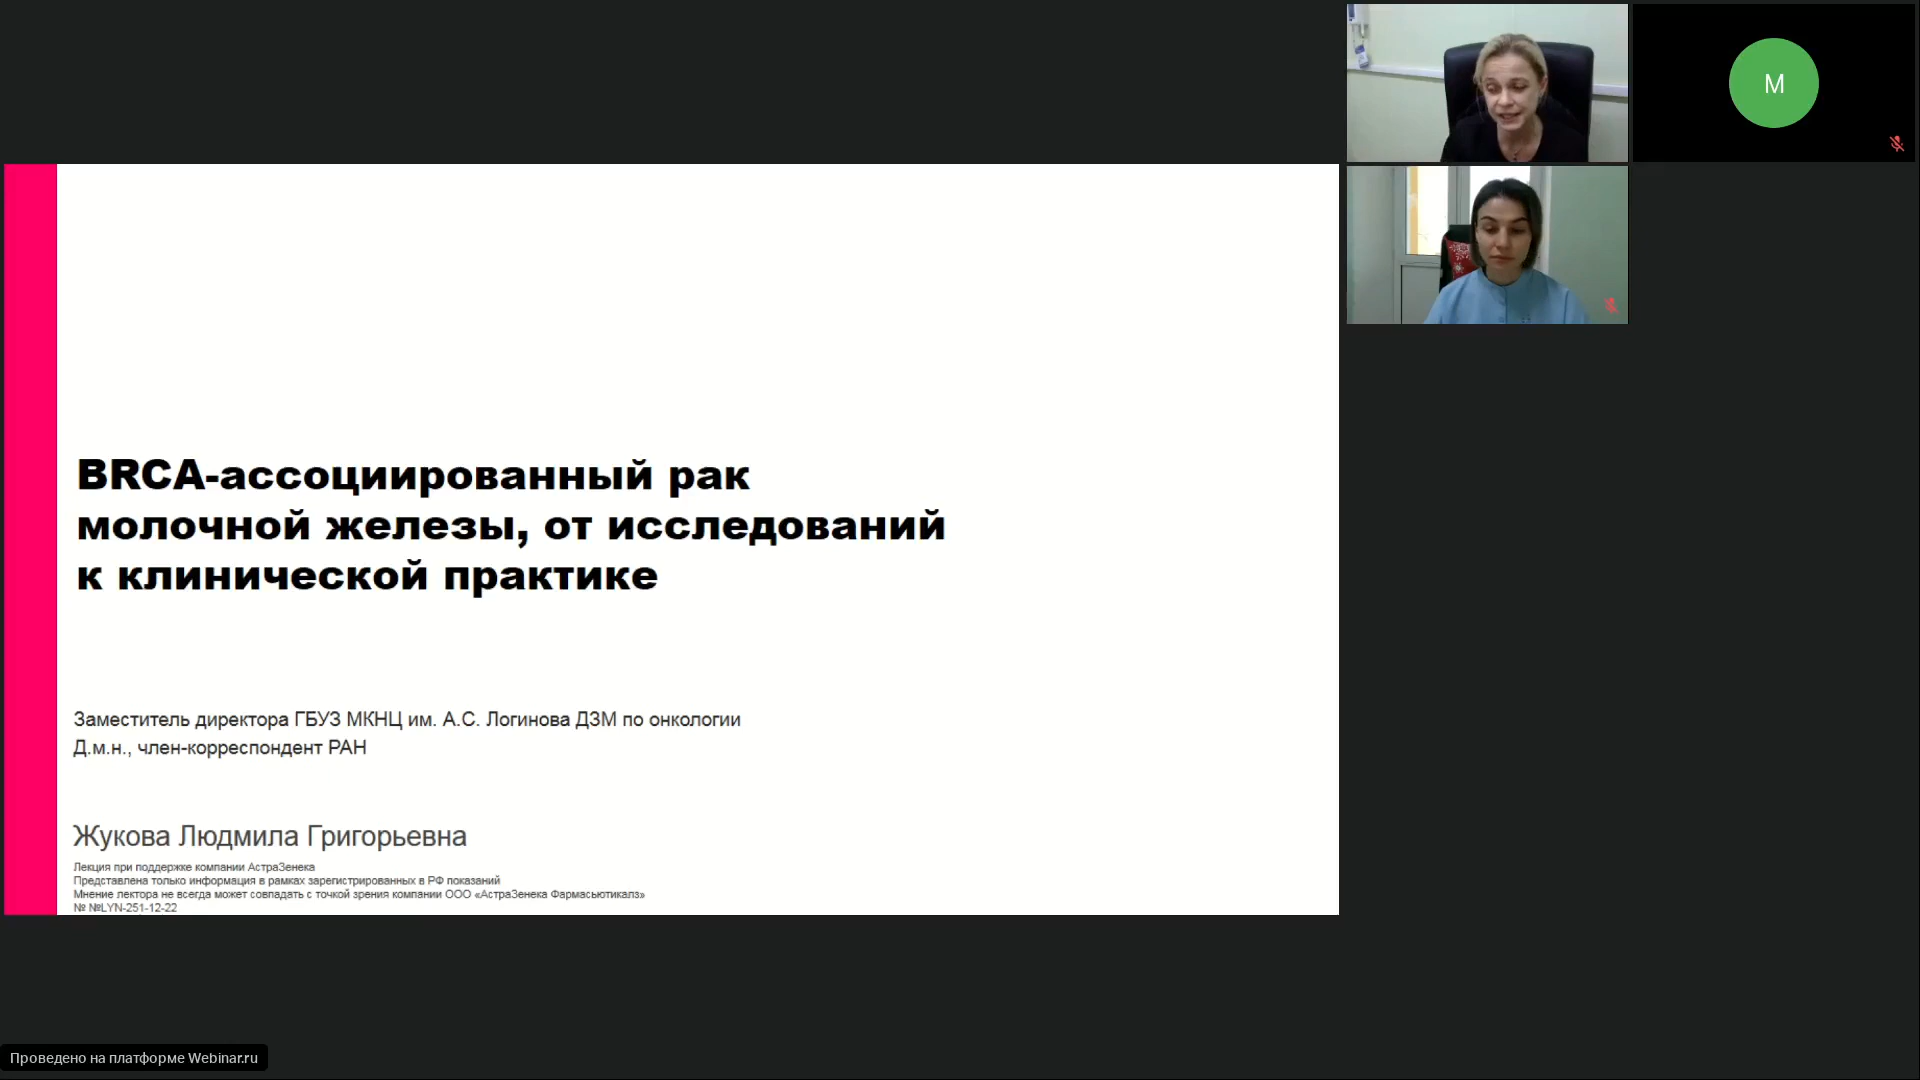 M
BRCA-ассоциированный рак
молочной железы, от исследований
к клинической практике
Заместитель директора ГБУЗ МКНЦ им. А.С. Логинова ДЗМ по онкологии
Д.м.н., член-корреспондент РАН
Жукова Людмила Григорьевна
Лекция при поддержке компании АстраЗенека
Представлена только информация в рамках зарегистрированных в РФ показаний
Мнение лектора не всегда может совпадать с точкой зрения компании ООО «АстраЗенека Фармасьютикалз»
№ №LYN-251-12-22
Проведено на платформе Webinar.ru